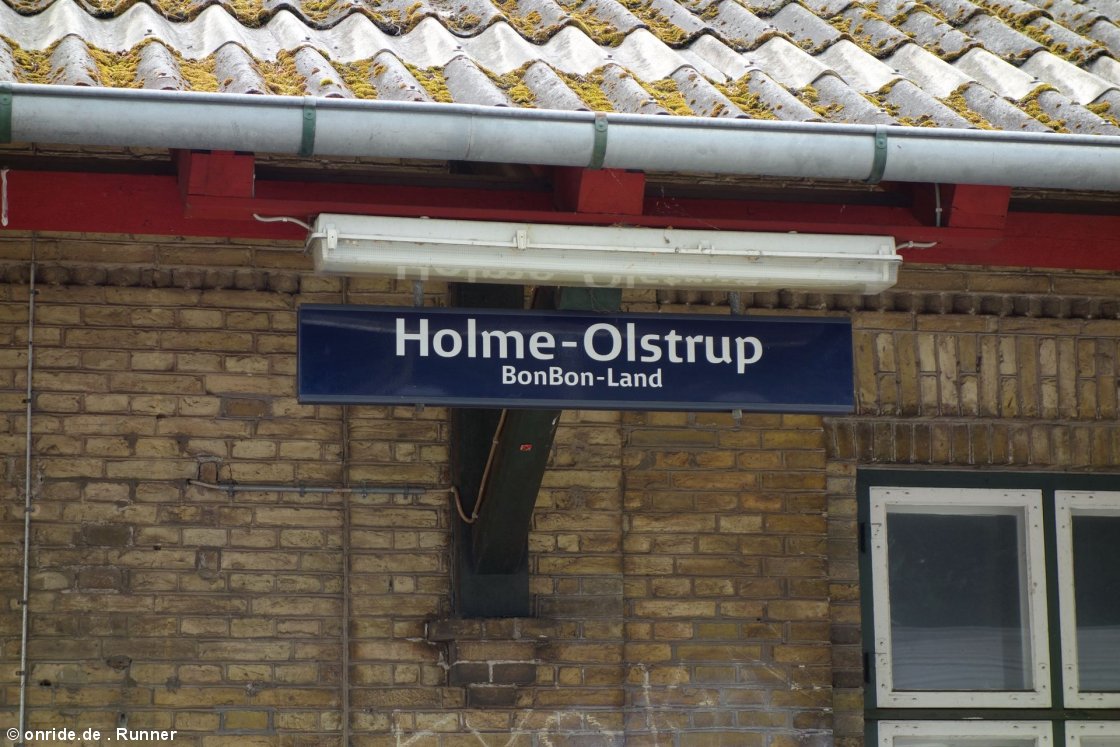 Holme-Olstrup
BonBon-Land
© onride.de . Runner